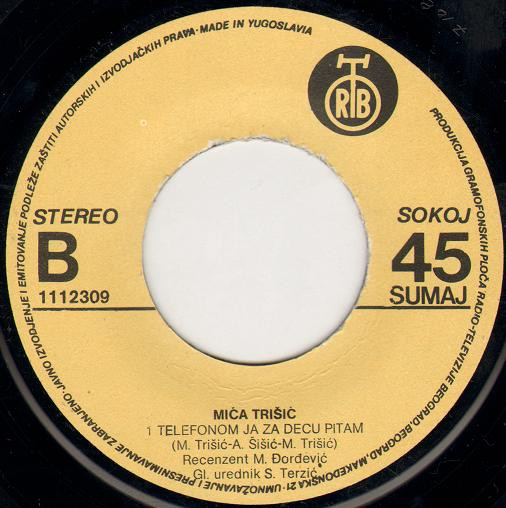 UMNOŽAVANJE I PRESNIMAVANJE ZABRANJENO·JAVNO IZVODJENJE I EMITOVANJE PODLEŽE ZAŠTITI AUTORSKIH I IZVODJAČKIH PRAVA·MADE IN YUGOSLAVIA
PRODUKCIJA GRAMOFONSKIH PLOČA RADIO-TELEVIZIJE BEOGRAD, BEOGRAD, MAKEDONSKA 21·
RTB
STEREO
B
1112309
SOKOJ
45
SUMAJ
MIĆA TRIŠIĆ
1 TELEFONOM JA ZA DECU PITAM
(M. Trišić-A. Šišić-M. Trišić)
Recenzent M. Đorđević
Gl. urednik S. Terzić